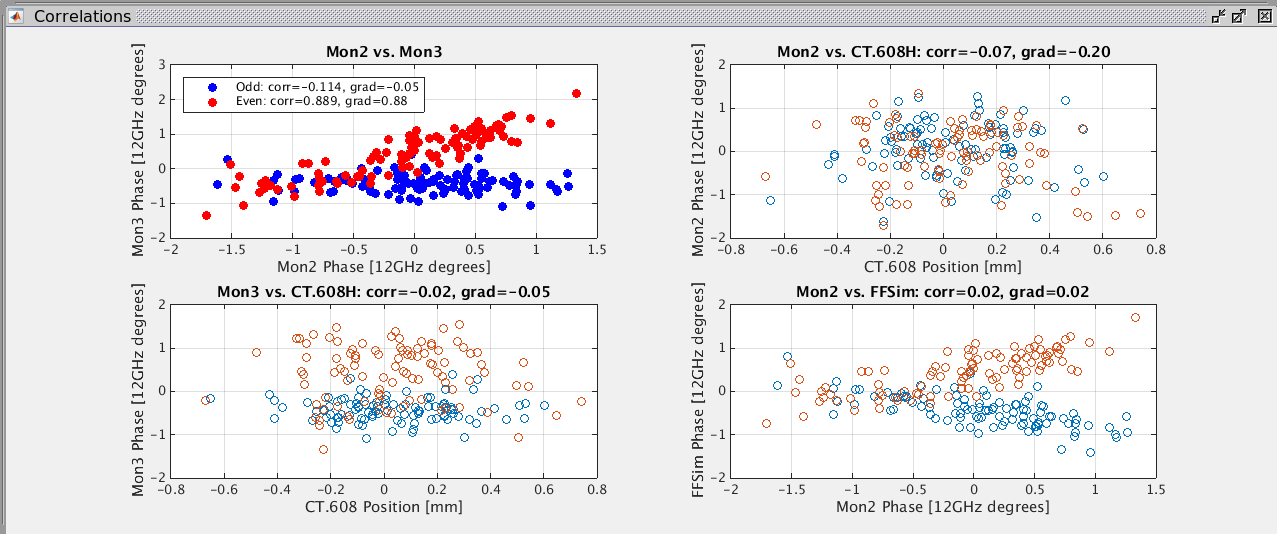 Correlations
Mon2 vs. Mon3
Mon3 Phase [12GHz degrees]
3
2
1
0
−1
−2
Odd: corr=−0.114, grad=−0.05
Even: corr=0.889, grad=0.88
−2 −1.5 −1 −0.5 0 0.5 1 1.5
Mon2 Phase [12GHz degrees]
Mon2 vs. CT.608H: corr=−0.07, grad=−0.20
Mon2 Phase [12GHz degrees]
2
1
0
−1
−2
−0.8 −0.6 −0.4 −0.2 0 0.2 0.4 0.6 0.8
CT.608 Position [mm]
Mon3 vs. CT.608H: corr=−0.02, grad=−0.05
Mon3 Phase [12GHz degrees]
2
1
0
−1
−2
−0.8 −0.6 −0.4 −0.2 0 0.2 0.4 0.6 0.8
CT.608 Position [mm]
Mon2 vs. FFSim: corr=0.02, grad=0.02
FFSim Phase [12GHz degrees]
2
1
0
−1
−2
−2 −1.5 −1 −0.5 0 0.5 1 1.5
Mon2 Phase [12GHz degrees]